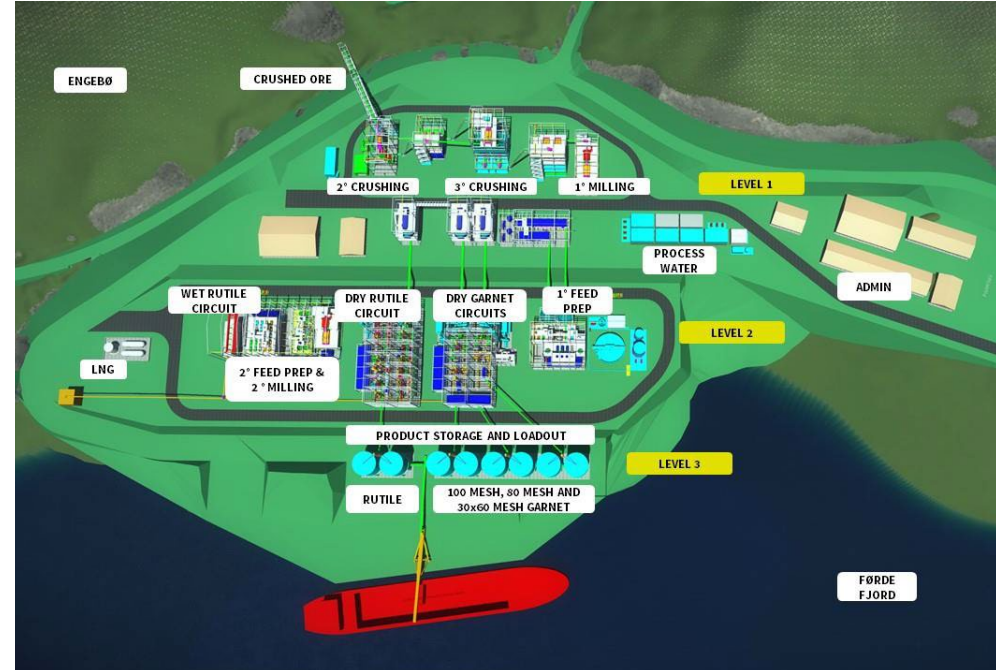 ENGEBØ
CRUSHED ORE
2° CRUSHING
3° CRUSHING
1° MILLING
LEVEL 1
PROCESS
WATER
ADMIN
WET RUTILE
CIRCUIT
DRY RUTILE
CIRCUIT
DRY GARNET
CIRCUITS
1° FEED
PREP
LEVEL 2
LNG
2° FEED PREP &
2 ° MILLING
PRODUCT STORAGE AND LOADOUT
LEVEL 3
RUTILE
100 MESH, 80 MESH AND
30x60 MESH GARNET
FØRDE
FJORD